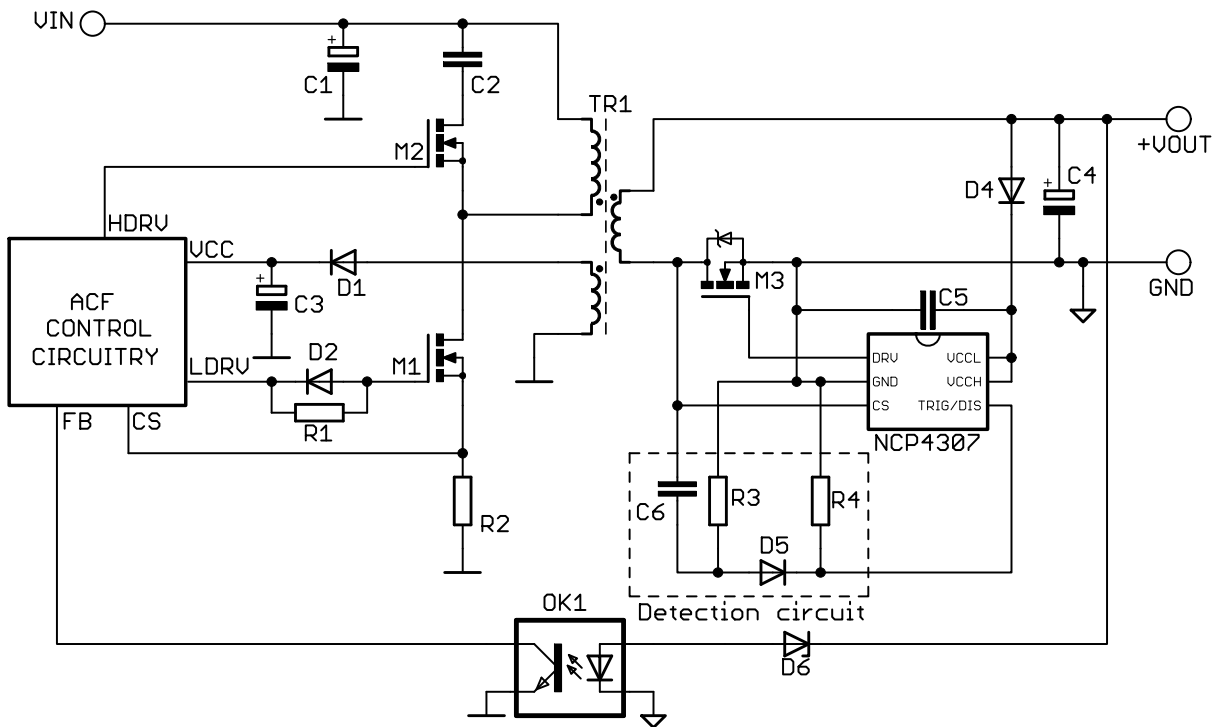 VIN
+
C1
C2
TR1
M2
+VOUT
D4
+
C4
HDRV
VCC
+
C3
D1
M3
GND
C5
ACF
CONTROL
CIRCUITRY
LDRV
D2
M1
R1
FB
CS
DRV
VCCL
GND
VCCH
CS
TRIG/DIS
NCP4307
R2
C6
R3
R4
D5
Detection circuit
OK1
D6